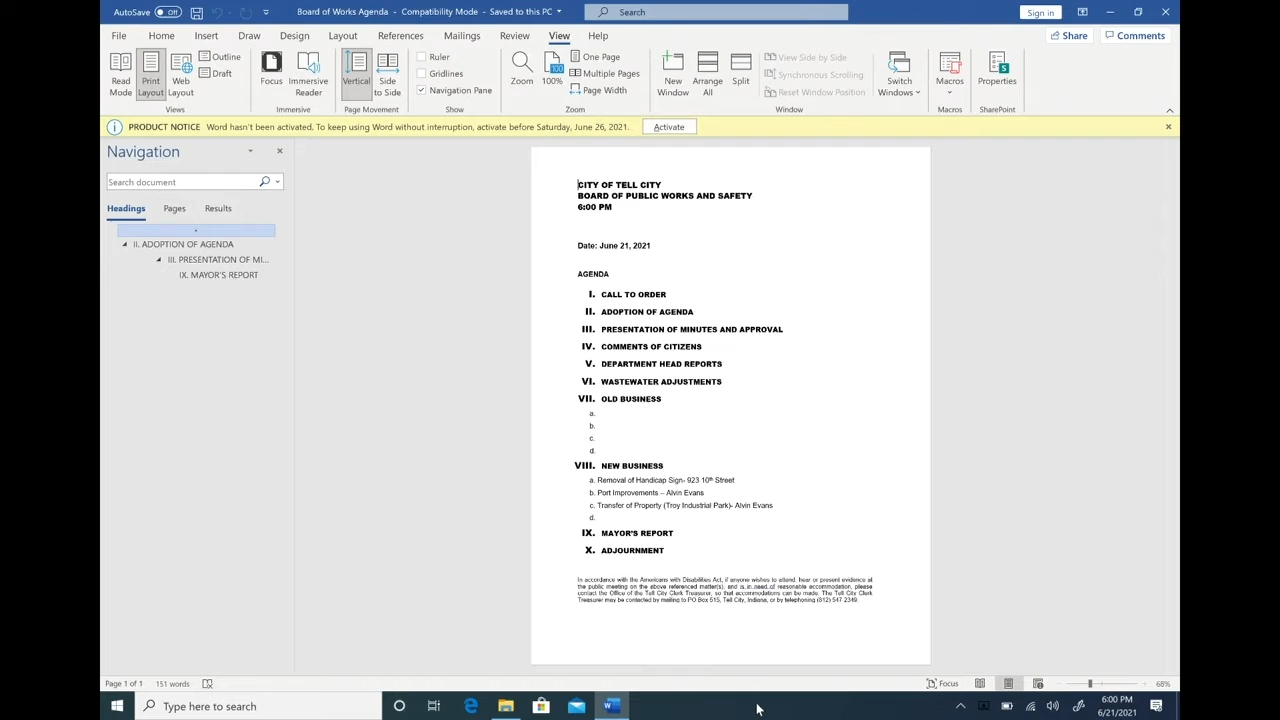 AutoSave Off Board of Works Agenda - Compatibility Mode - Saved to this PC Search Sign in
File Home Insert Draw Design Layout References Mailings Review View Help Share Comments
Read Mode
Print Layout
Web Layout
Outline
Draft
Views
Focus
Immersive Reader
Immersive
Vertical
Side to Side
Page Movement
Ruler
Gridlines
Navigation Pane
Show
Zoom
100
100%
One Page
Multiple Pages
Page Width
Zoom
New Window
Arrange All
Split
View Side by Side
Synchronous Scrolling
Reset Window Position
Window
Switch Windows
Macros
Macros
Properties
SharePoint
PRODUCT NOTICE Word hasn't been activated. To keep using Word without interruption, activate before Saturday, June 26, 2021. Activate
Navigation
Search document
Headings Pages Results
II. ADOPTION OF AGENDA
III. PRESENTATION OF MI...
IX. MAYOR'S REPORT
CITY OF TELL CITY
BOARD OF PUBLIC WORKS AND SAFETY
6:00 PM
Date: June 21, 2021
AGENDA
I. CALL TO ORDER
II. ADOPTION OF AGENDA
III. PRESENTATION OF MINUTES AND APPROVAL
IV. COMMENTS OF CITIZENS
V. DEPARTMENT HEAD REPORTS
VI. WASTEWATER ADJUSTMENTS
VII. OLD BUSINESS
a.
b.
c.
d.
VIII. NEW BUSINESS
a. Removal of Handicap Sign- 923 10th Street
b. Port Improvements – Alvin Evans
c. Transfer of Property (Troy Industrial Park)- Alvin Evans
d.
IX. MAYOR'S REPORT
X. ADJOURNMENT
In accordance with the Americans with Disabilities Act, if anyone wishes to attend, hear or present evidence at
the public meeting on the above referenced matter(s), and is in need of reasonable accommodation, please
contact the Office of the Tell City Clerk Treasurer, so that accommodations can be made. The Tell City Clerk
Treasurer may be contacted by mailing to PO Box 515, Tell City, Indiana, or by telephoning (812) 547 2349.
Page 1 of 1 151 words Focus 68%
Type here to search
6:00 PM
6/21/2021